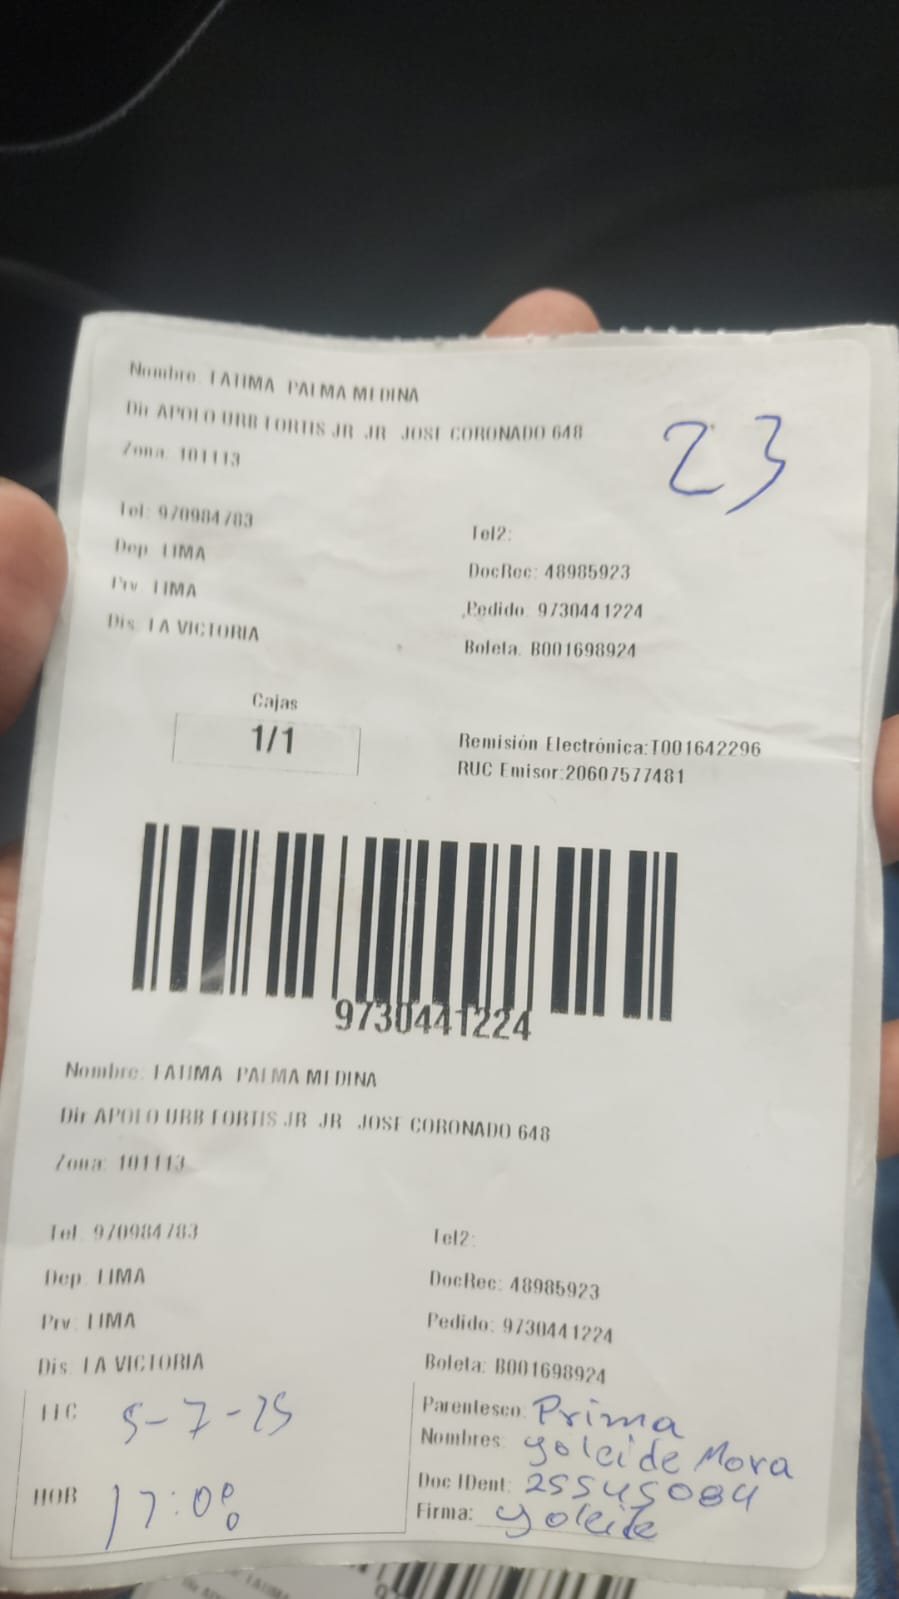 Nombre: FATIMA PALMA MEDINA
Dir APOLO URB FORTIS JR JR JOSE CORONADO 648
23
Zona: 101113
Tel: 970984783
Tel2:
Dep: LIMA
DocRec: 48985923
Prv: LIMA
Pedido: 9730441224
Dis: LA VICTORIA
Boleta: B001698924
Cajas
1/1
Remisión Electrónica:T001642296
RUC Emisor:20607577481
9730441224
Nombre: FATIMA PALMA MEDINA
Dir APOLO URB FORTIS JR JR JOSE CORONADO 648
Zona: 101113
Tel: 970984783
Tel2:
Dep: LIMA
DocRec: 48985923
Prv: LIMA
Pedido: 9730441224
Dis: LA VICTORIA
Boleta: B001698924
FEC 5-7-25
Parentesco: Prima
Nombres: yoleide Mora
HOR 17:00
Doc IDent: 25545084
Firma: